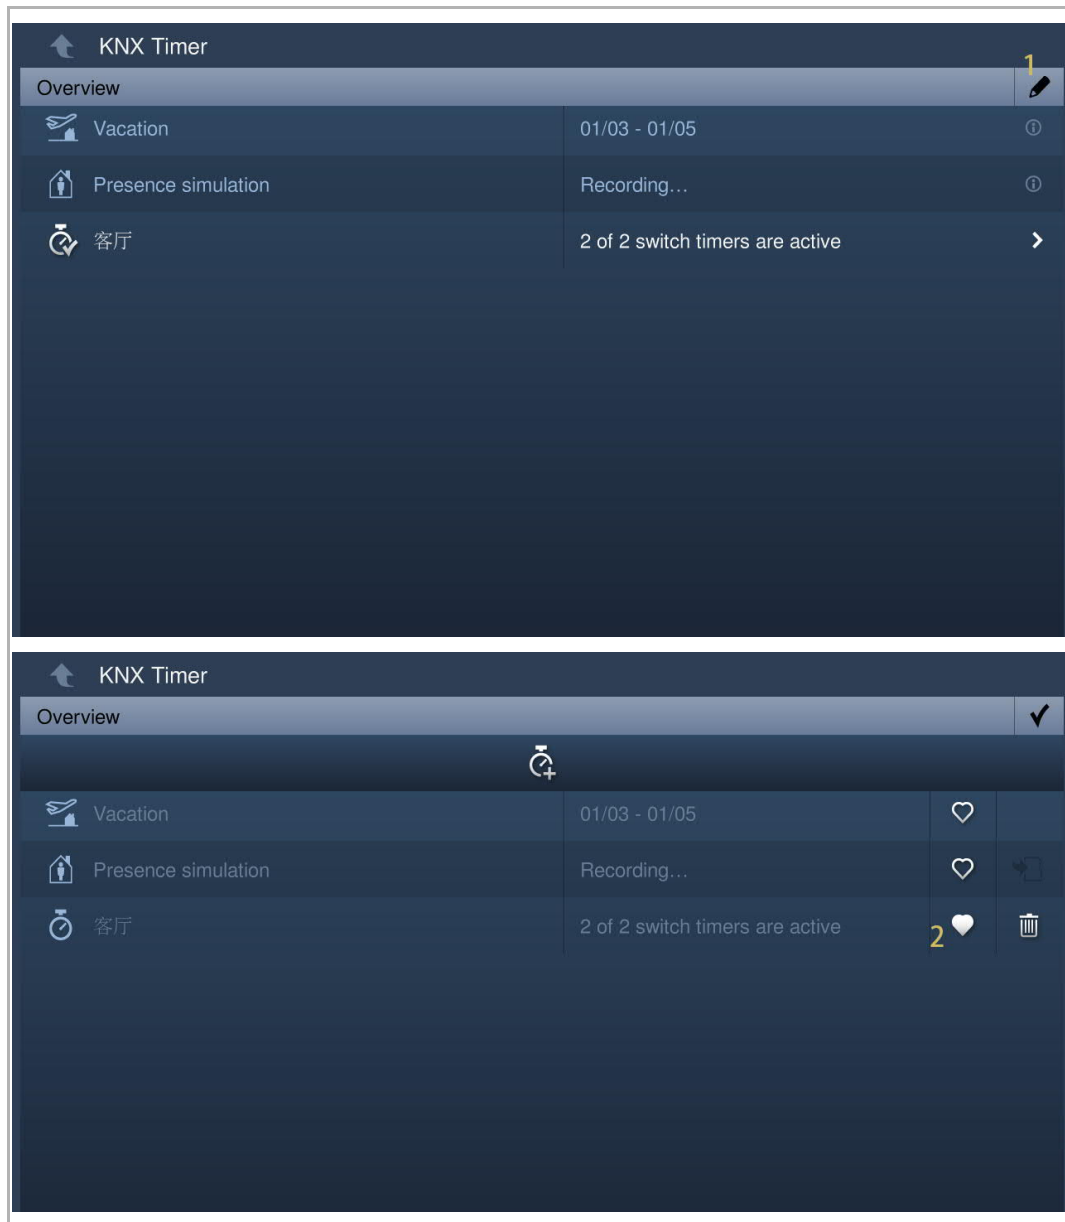 KNX Timer
1
Overview
Vacation 01/03 - 01/05
Presence simulation Recording...
客厅 2 of 2 switch timers are active
KNX Timer
Overview
Vacation 01/03 - 01/05
Presence simulation Recording...
客厅 2 of 2 switch timers are active 2